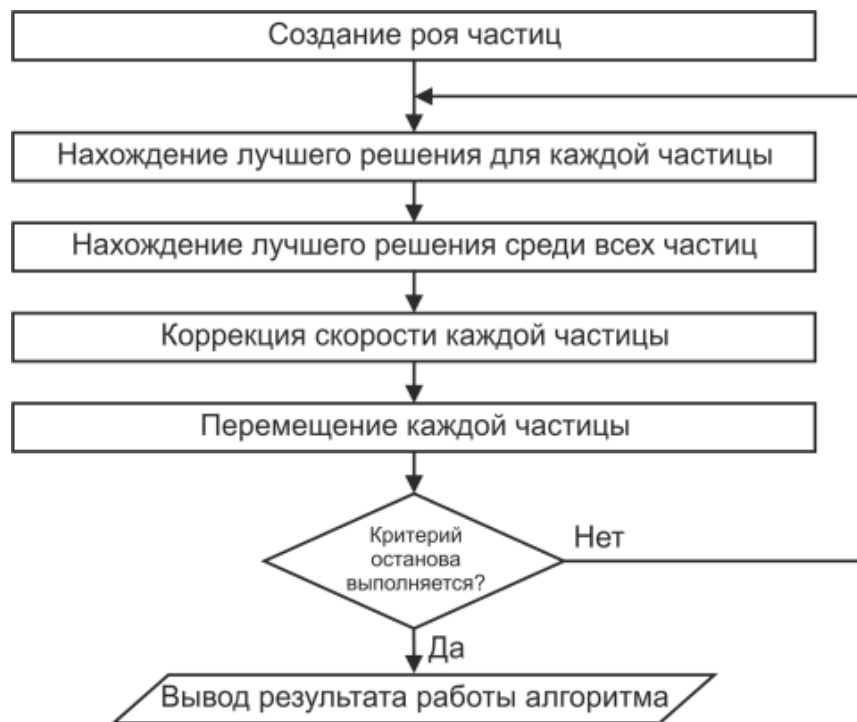 Создание роя частиц
Нахождение лучшего решения для каждой частицы
Нахождение лучшего решения среди всех частиц
Коррекция скорости каждой частицы
Перемещение каждой частицы
Критерий
останова
выполняется?
Нет
Да
Вывод результата работы алгоритма